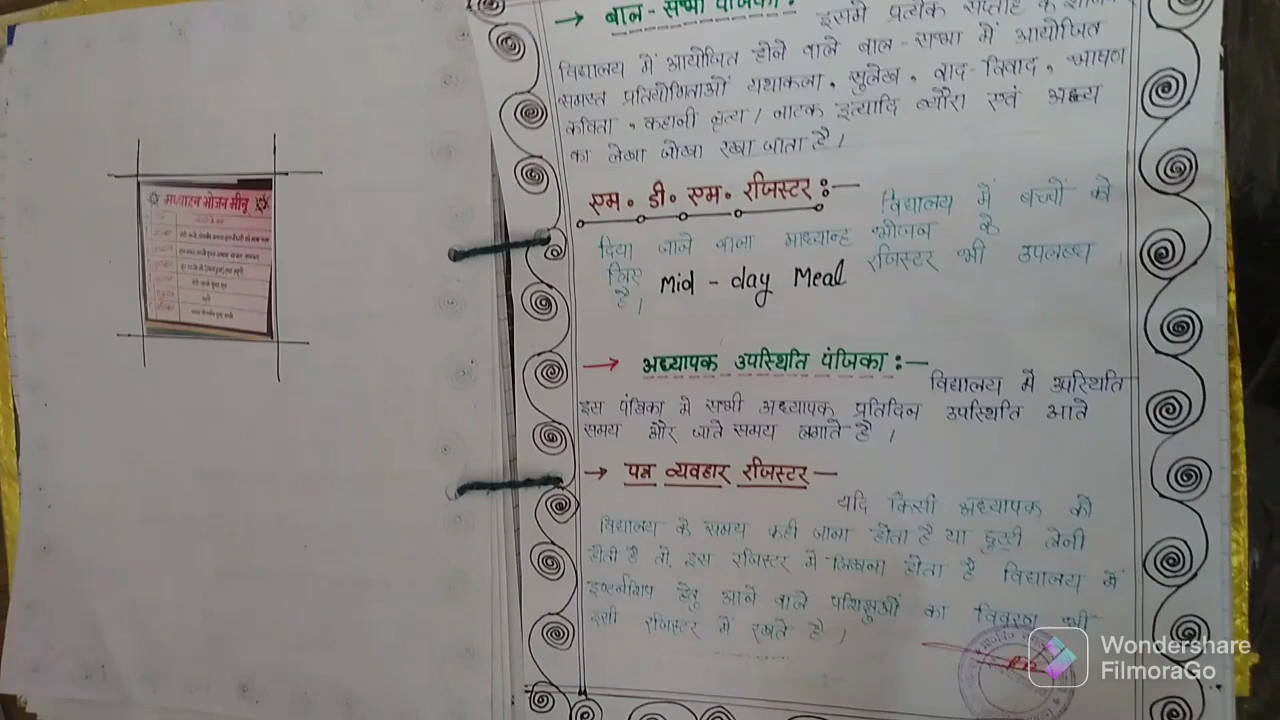 मध्याहन भोजन मीनू
→ बाल-सभा पंजिका:
इसमें प्रत्येक सप्ताह के
विद्यालय में आयोजित होने वाले बाल-सभा में आयोजित
समस्त प्रतियोगिताओं यथाकला, सुलेख, वाद-विवाद, भाषण
कविता, कहानी नृत्य / नाटक इत्यादि ब्यौरा एवं अन्य
का लेखा जोखा रखा जाता है।
एम. डी. एम. रजिस्टर:—
विद्यालय में बच्चों को
दिया जाने वाला माध्यान्ह भोजन के
लिए Mid - day Meal रजिस्टर भी उपलब्ध
है।
→ अध्यापक उपस्थिति पंजिका:—
विद्यालय में उपस्थिति
इस पंजिका मे सभी अध्यापक प्रतिदिन उपस्थिति आते
समय और जाते समय लगाते है।
→ पत्र व्यवहार रजिस्टर —
यदि किसी अध्यापक को
विद्यालय के समय कही जाना होता है या छुट्टी लेनी
होती है तो, इस रजिस्टर मे लिखना होता है विद्यालय में
इण्टर्नशिप हेतु आने वाले प्रशिक्षुओं का विवरण भी
इसी रजिस्टर में रखते है।
Wondershare
FilmoraGo